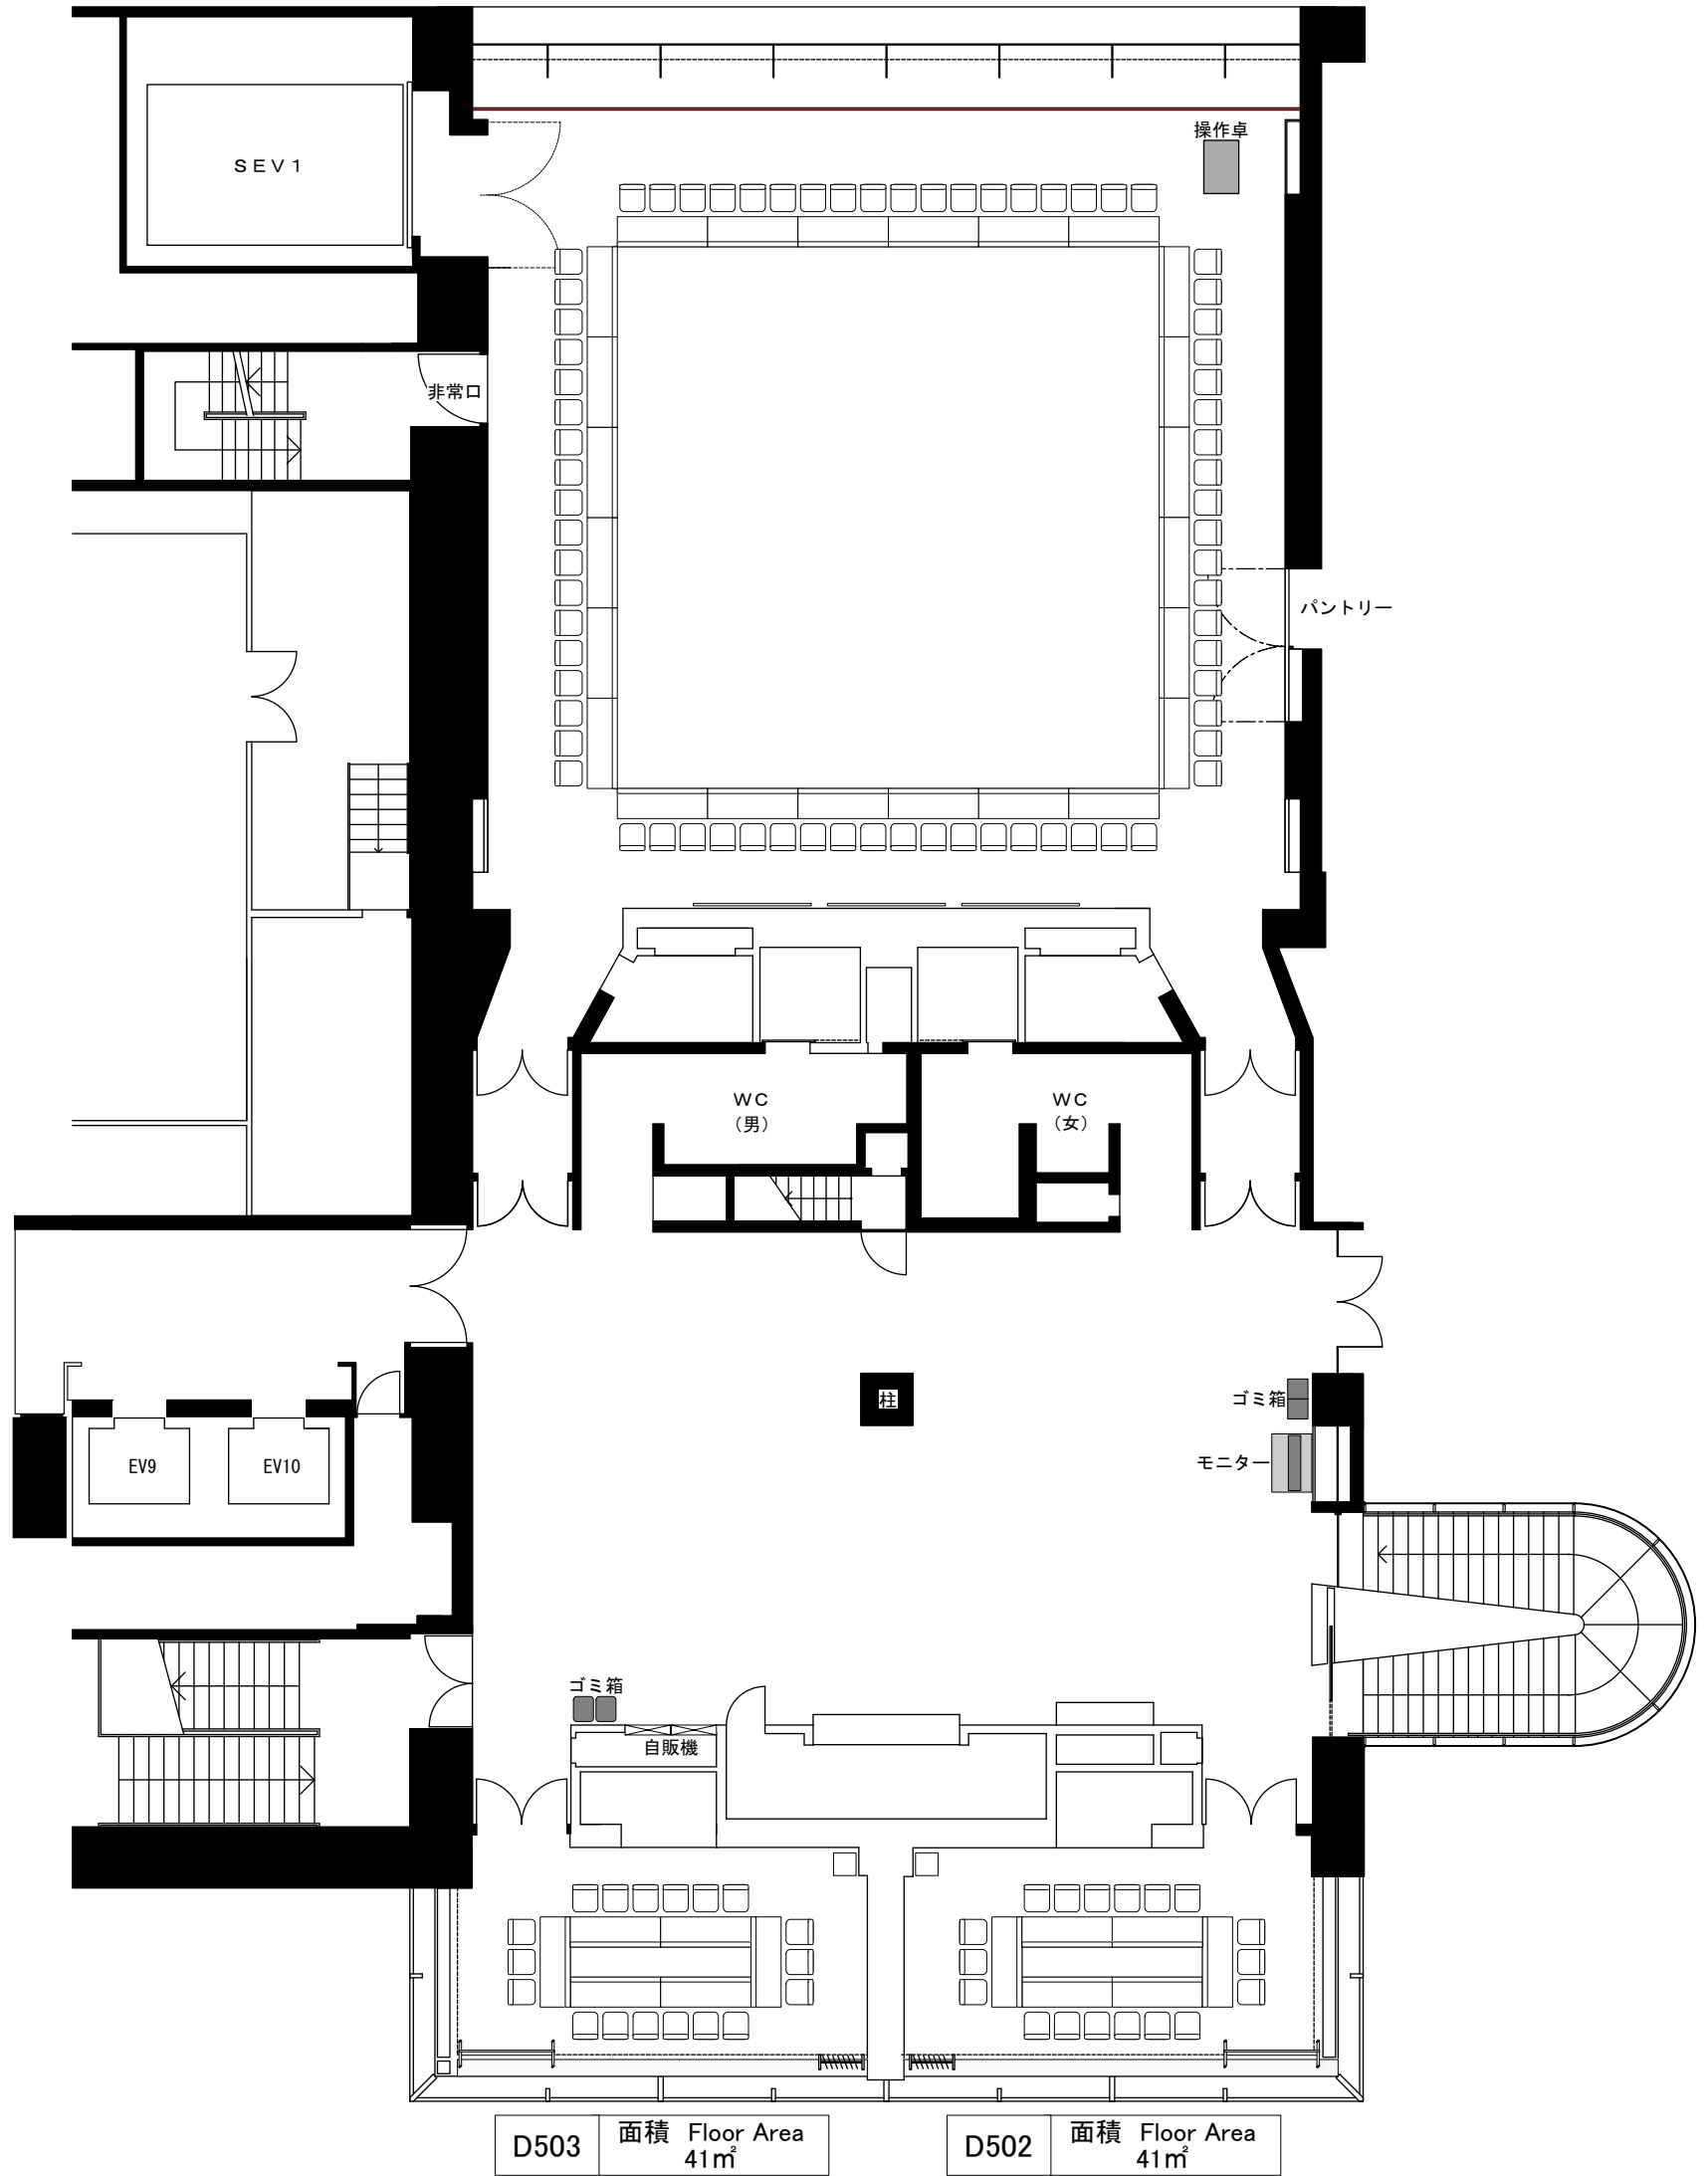 操作卓
ＳＥＶ１
非常口
パントリー
ＷＣ
（男）
ＷＣ
（女）
柱
ゴミ箱
モニター
EV9
EV10
ゴミ箱
自販機
D503
面積 Floor Area
41㎡
D502
面積 Floor Area
41㎡